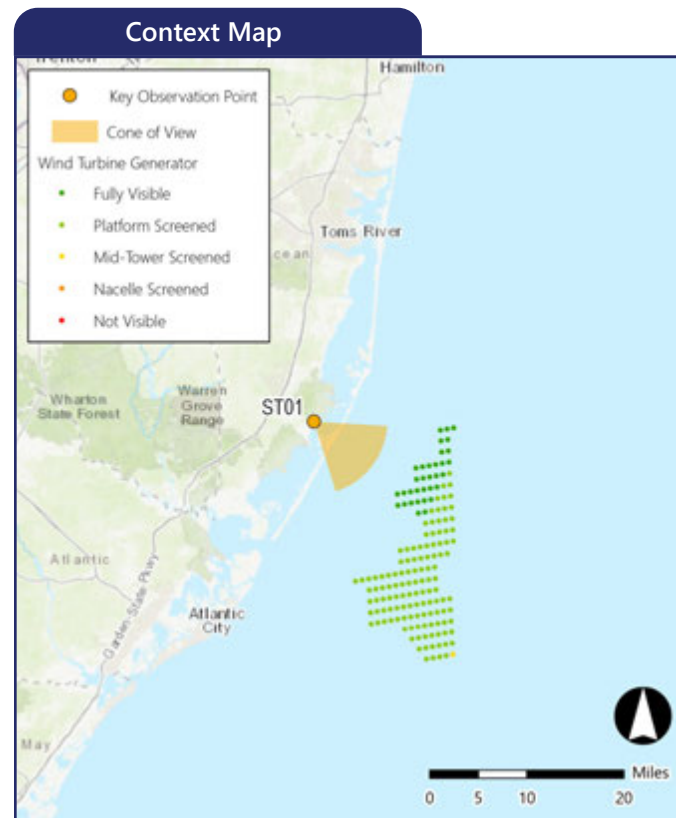 Context Map
Trenton
Hamilton
Key Observation Point
Cone of View
Wind Turbine Generator
Fully Visible
Platform Screened
Mid-Tower Screened
Nacelle Screened
Not Visible
Toms River
cean
Wharton
State Forest
Warren
Grove
Range
ST01
Atlantic
Garden-State Pkwy
Atlantic
City
May
Miles
0 5 10 20